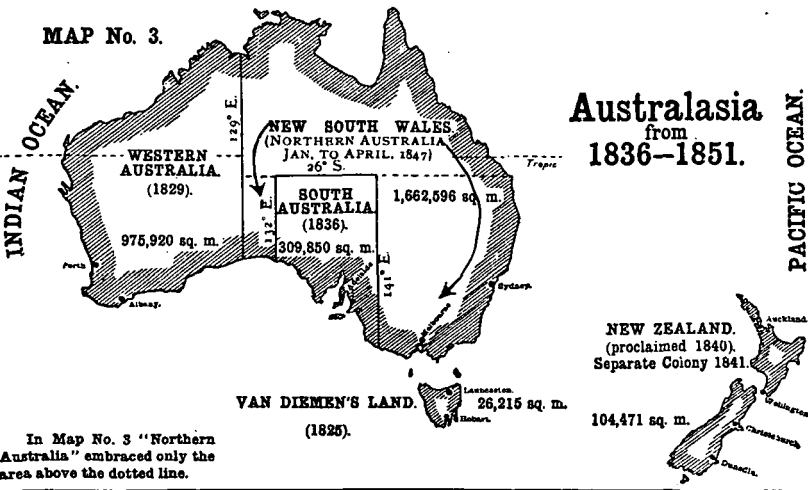 MAP No. 3.
Australasia
from
1836—1851.
INDIAN OCEAN.
PACIFIC OCEAN.
129° E.
NEW SOUTH WALES.
(NORTHERN AUSTRALIA
JAN. TO APRIL. 1847)
26° S.
Tropic
WESTERN
AUSTRALIA.
(1829).
975,920 sq. m.
SOUTH
AUSTRALIA.
(1836).
309,850 sq. m.
132° E.
141° E.
1,662,596 sq. m.
Perth
Albany.
Adelaide
Melbourne
Sydney.
VAN DIEMEN'S LAND.
(1825).
Launceston.
26,215 sq. m.
Hobart.
NEW ZEALAND.
(proclaimed 1840).
Separate Colony 1841.
104,471 sq. m.
Auckland.
Wellington
Christchurch
Dunedin.
In Map No. 3 "Northern
Australia" embraced only the
area above the dotted line.